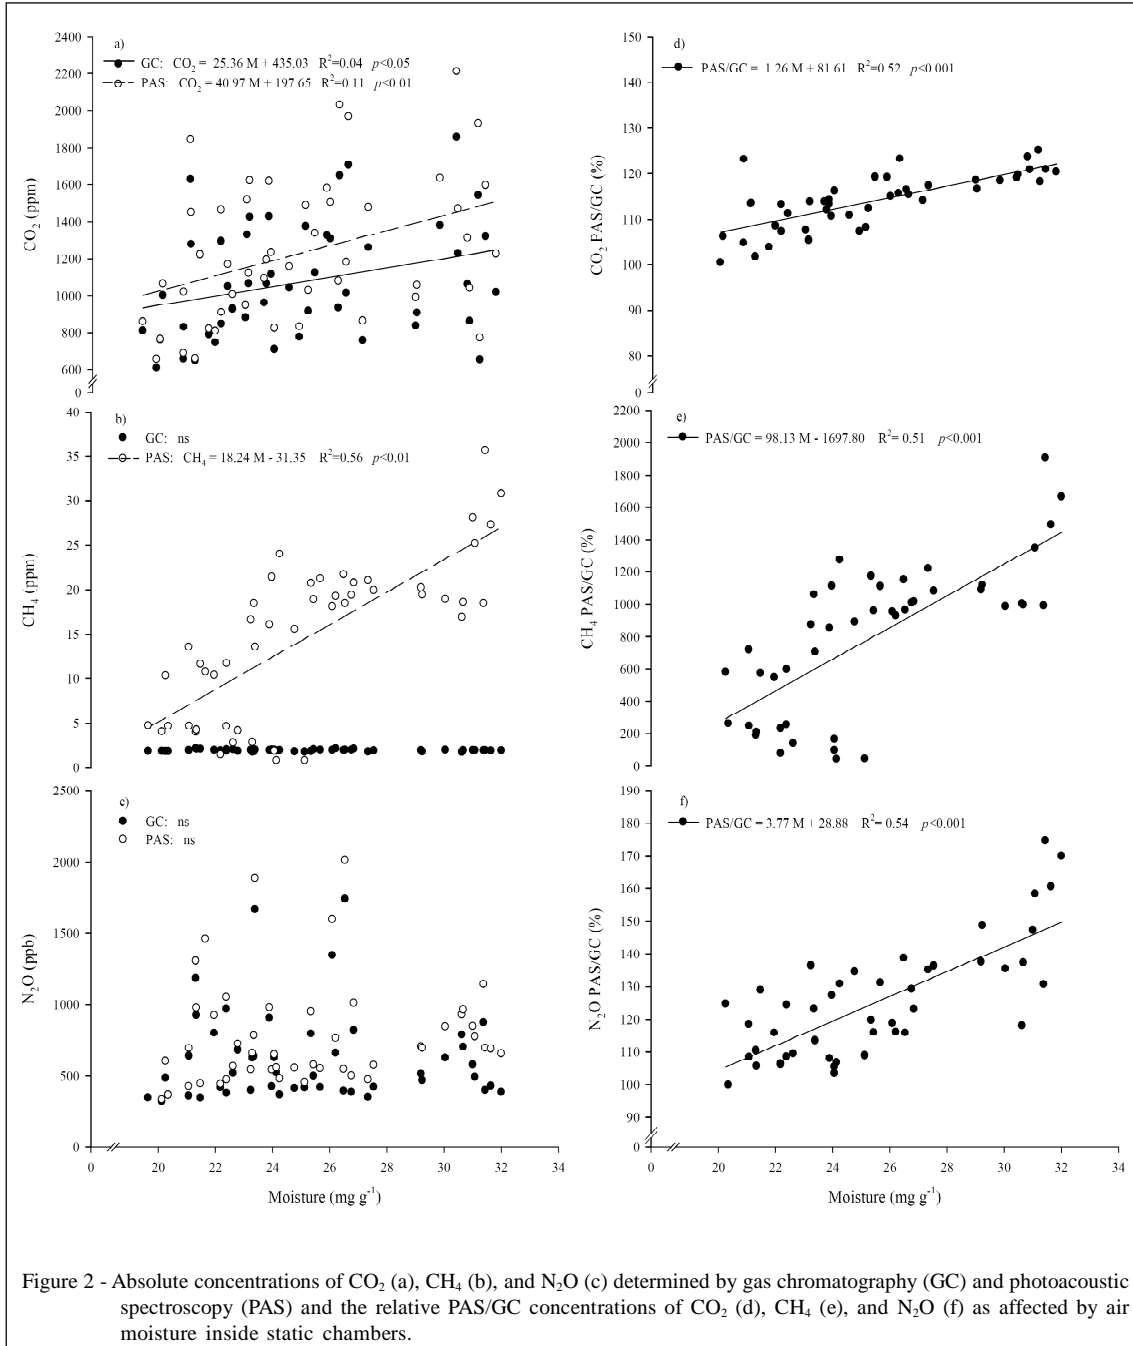 a)
GC: CO₂ = 25.36 M + 435.03 R²=0.04 p<0.05
PAS: CO₂ = 40.97 M + 197.65 R²=0.11 p<0.01
2400
2200
2000
1800
1600
1400
1200
1000
800
600
0
CO₂ (ppm)
d)
PAS/GC = 1.26 M + 81.61 R²=0.52 p<0.001
150
140
130
120
110
100
90
80
0
CO₂ PAS/GC (%)
b)
GC: ns
PAS: CH₄ = 18.24 M - 31.35 R²=0.56 p<0.01
40
35
30
25
20
15
10
5
0
CH₄ (ppm)
e)
PAS/GC = 98.13 M - 1697.80 R²= 0.51 p<0.001
2200
2000
1800
1600
1400
1200
1000
800
600
400
200
0
CH₄ PAS/GC (%)
c)
GC: ns
PAS: ns
2500
2000
1500
1000
500
0
N₂O (ppb)
0 20 22 24 26 28 30 32 34
Moisture (mg g⁻¹)
f)
PAS/GC = 3.77 M + 28.88 R²= 0.54 p<0.001
190
180
170
160
150
140
130
120
110
100
90
0
N₂O PAS/GC (%)
0 20 22 24 26 28 30 32 34
Moisture (mg g⁻¹)
Figure 2 - Absolute concentrations of CO₂ (a), CH₄ (b), and N₂O (c) determined by gas chromatography (GC) and photoacoustic
spectroscopy (PAS) and the relative PAS/GC concentrations of CO₂ (d), CH₄ (e), and N₂O (f) as affected by air
moisture inside static chambers.